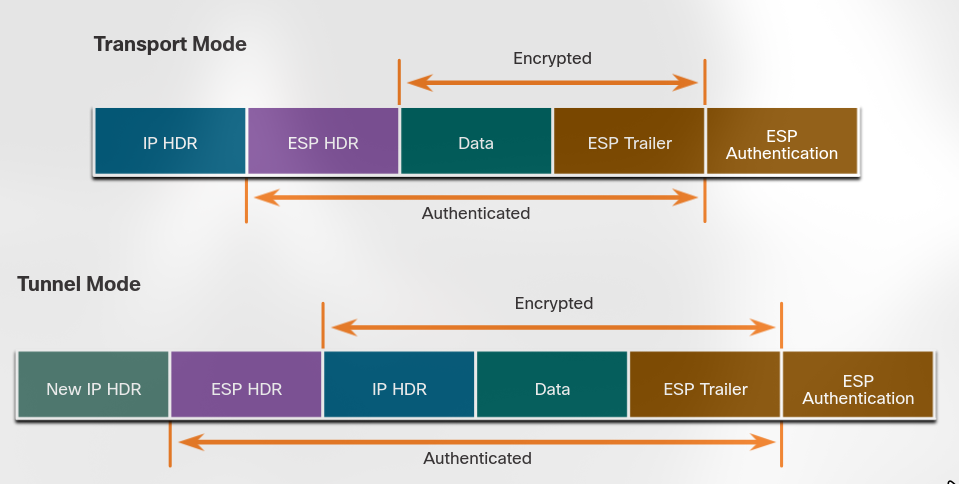 Transport Mode
Encrypted
IP HDR
ESP HDR
Data
ESP Trailer
ESP
Authentication
Authenticated
Tunnel Mode
Encrypted
New IP HDR
ESP HDR
IP HDR
Data
ESP Trailer
ESP
Authentication
Authenticated